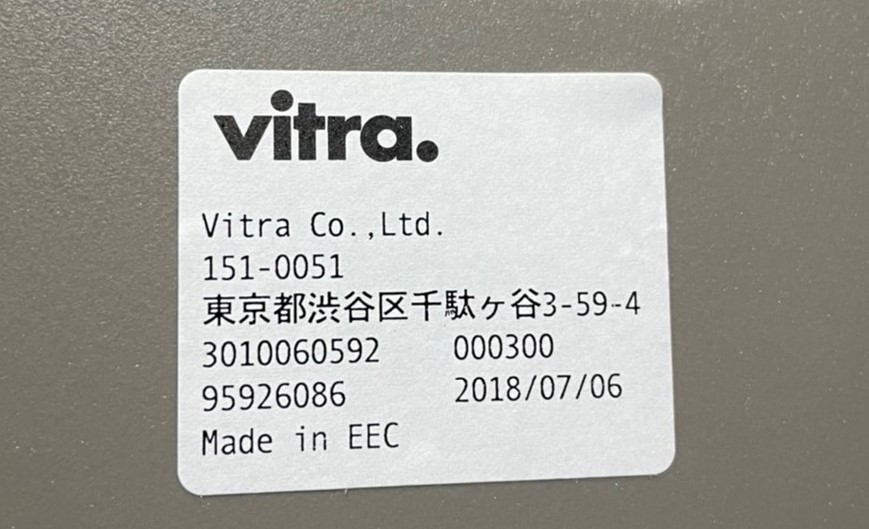 vitra.
Vitra Co.,Ltd.
151-0051
東京都渋谷区千駄ヶ谷3-59-4
3010060592 000300
95926086 2018/07/06
Made in EEC